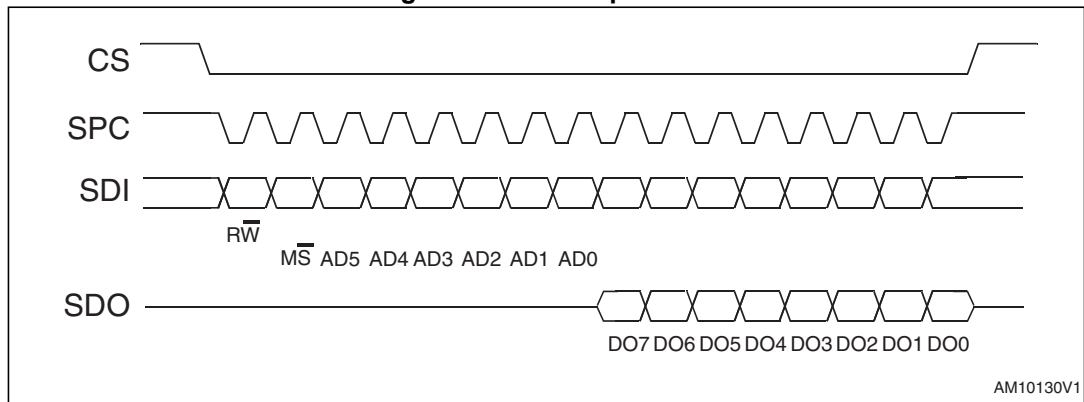 CS
SPC
SDI
RW̅
MS̅ AD5 AD4 AD3 AD2 AD1 AD0
SDO
DO7 DO6 DO5 DO4 DO3 DO2 DO1 DO0
AM10130V1